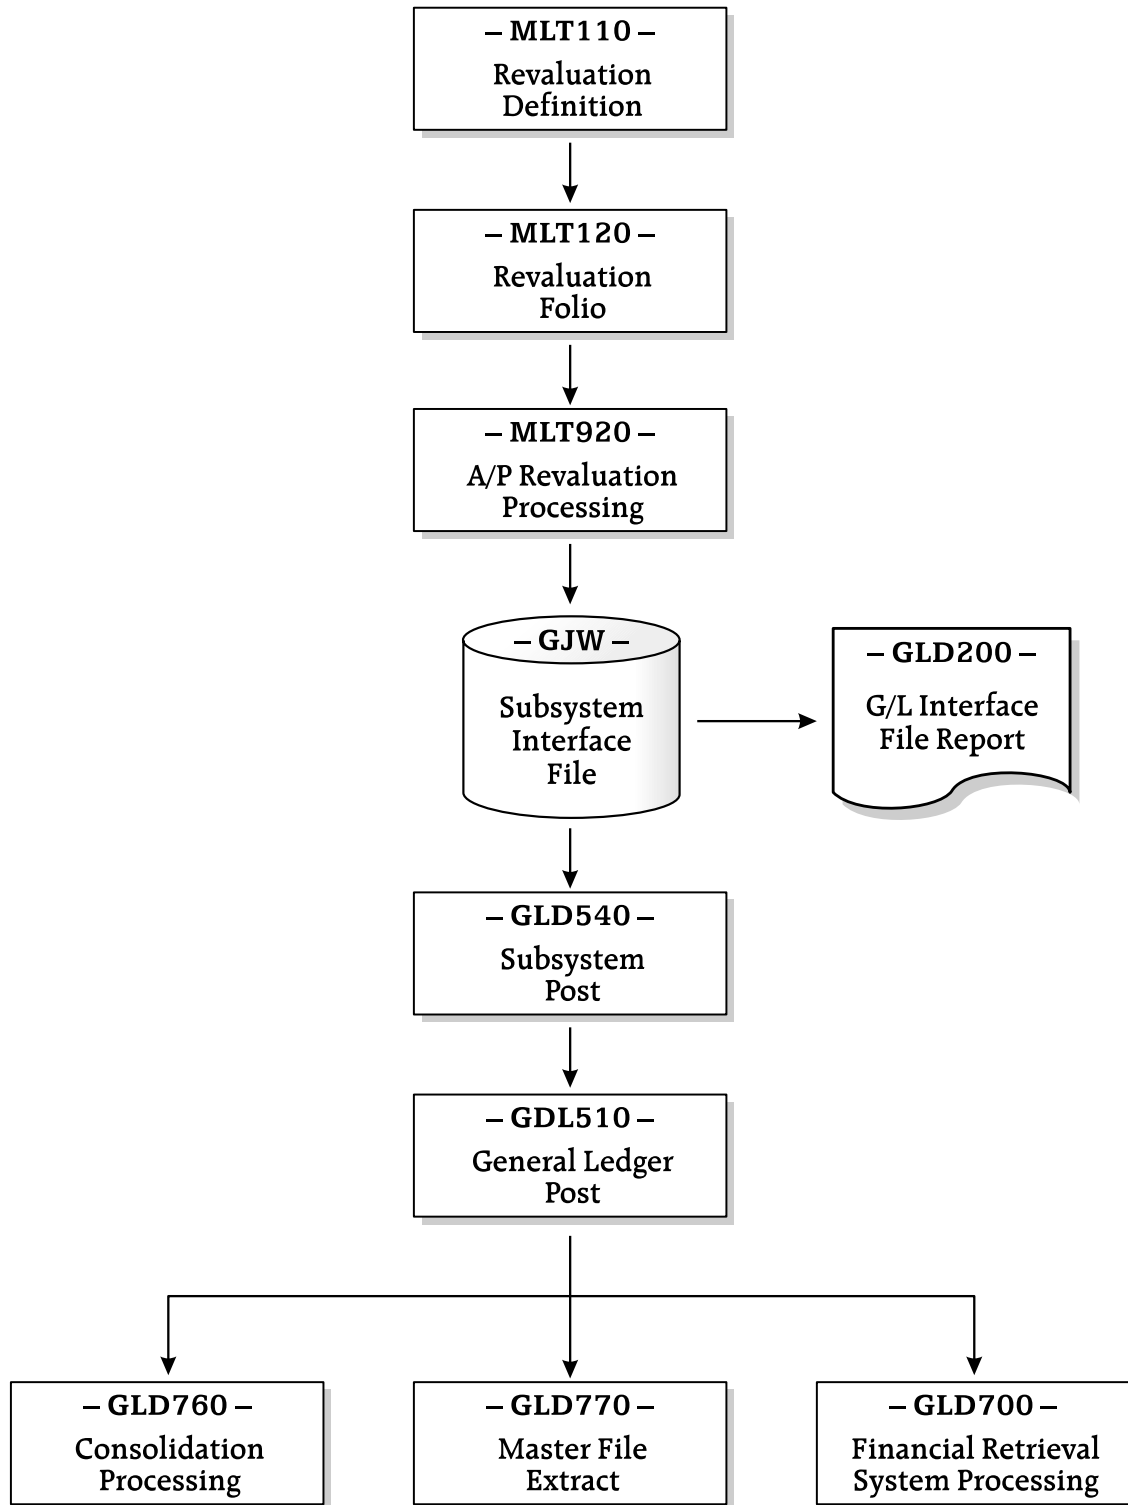 – MLT110 –
Revaluation
Definition
– MLT120 –
Revaluation
Folio
– MLT920 –
A/P Revaluation
Processing
– GJW –
Subsystem
Interface
File
– GLD200 –
G/L Interface
File Report
– GLD540 –
Subsystem
Post
– GDL510 –
General Ledger
Post
– GLD760 –
Consolidation
Processing
– GLD770 –
Master File
Extract
– GLD700 –
Financial Retrieval
System Processing